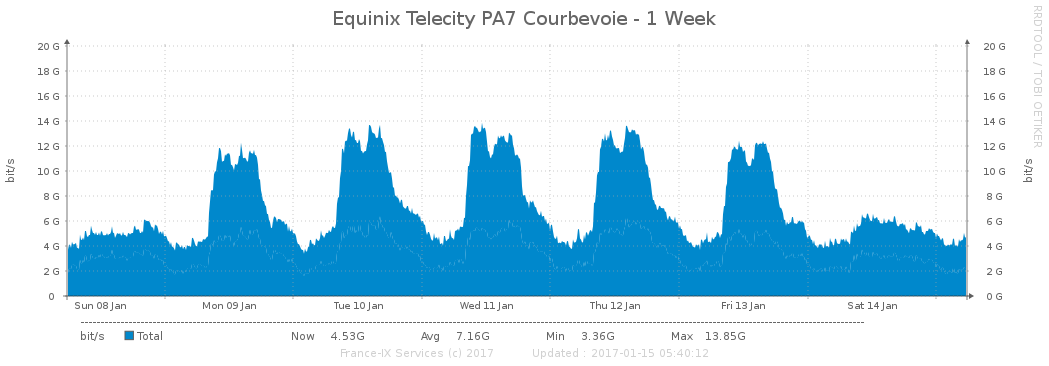 Equinix Telecity PA7 Courbevoie - 1 Week
RRDTOOL / TOBI OETIKER
bit/s
20 G 20 G
18 G 18 G
16 G 16 G
14 G 14 G
12 G 12 G
10 G 10 G
8 G 8 G
6 G 6 G
4 G 4 G
2 G 2 G
0 0 G
bit/s
Sun 08 Jan Mon 09 Jan Tue 10 Jan Wed 11 Jan Thu 12 Jan Fri 13 Jan Sat 14 Jan
bit/s Total Now 4.53G Avg 7.16G Min 3.36G Max 13.85G
France-IX Services (c) 2017 Updated : 2017-01-15 05:40:12